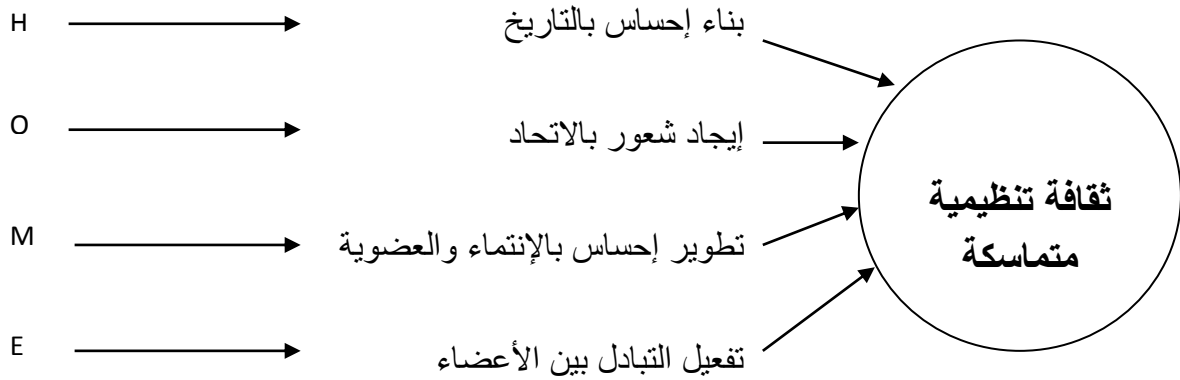 H
بناء إحساس بالتاريخ
O
إيجاد شعور بالاتحاد
M
تطوير إحساس بالإنتماء والعضوية
E
تفعيل التبادل بين الأعضاء
ثقافة تنظيمية
متماسكة